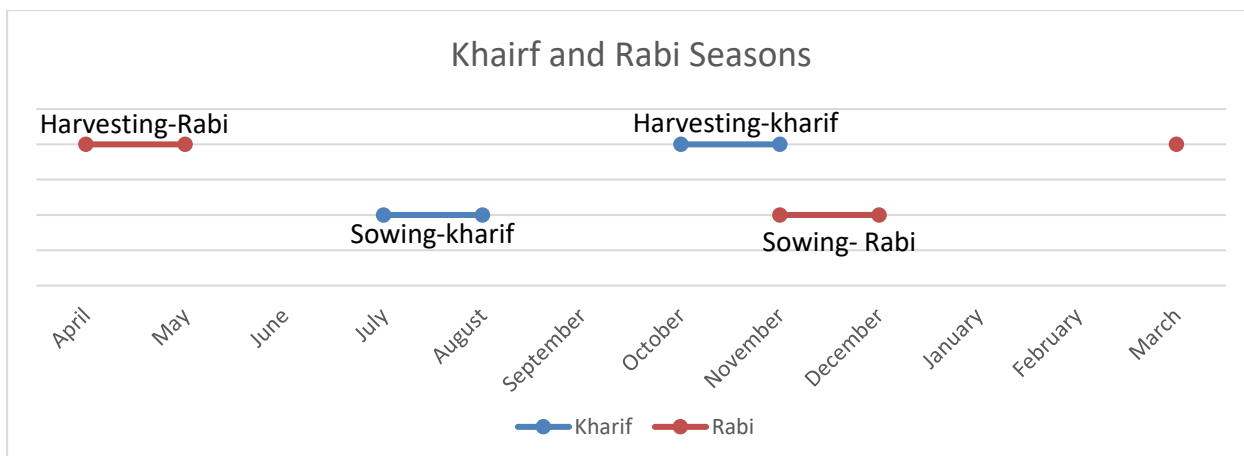 Khairf and Rabi Seasons
Harvesting-Rabi
Harvesting-kharif
Sowing-kharif
Sowing- Rabi
April
May
June
July
August
September
October
November
December
January
February
March
Kharif
Rabi